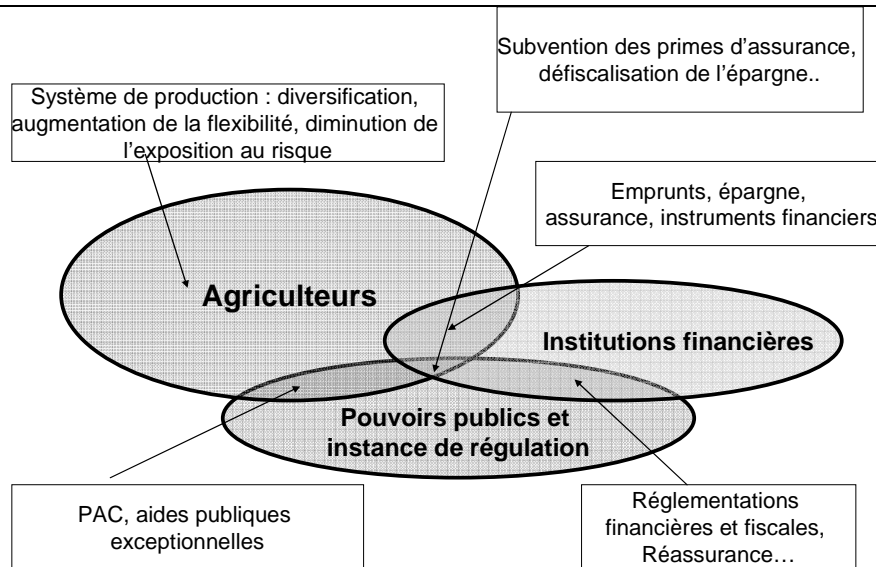 Subvention des primes d'assurance,
défiscalisation de l'épargne..
Système de production : diversification,
augmentation de la flexibilité, diminution de
l'exposition au risque
Emprunts, épargne,
assurance, instruments financiers
Agriculteurs
Institutions financières
Pouvoirs publics et
instance de régulation
PAC, aides publiques
exceptionnelles
Réglementations
financières et fiscales,
Réassurance…